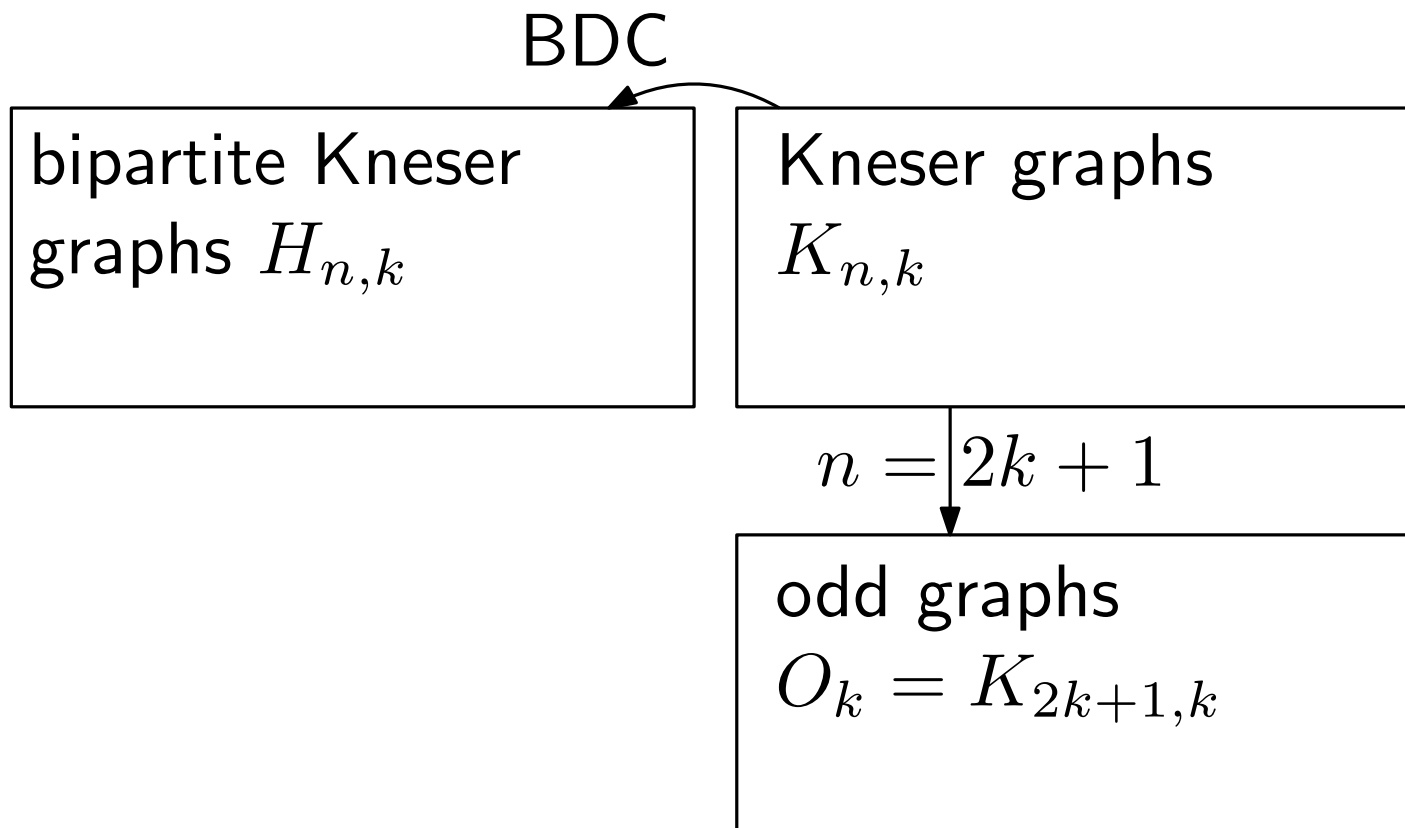 BDC
bipartite Kneser
graphs $H_{n,k}$
Kneser graphs
$K_{n,k}$
$n = 2k + 1$
odd graphs
$O_k = K_{2k+1,k}$